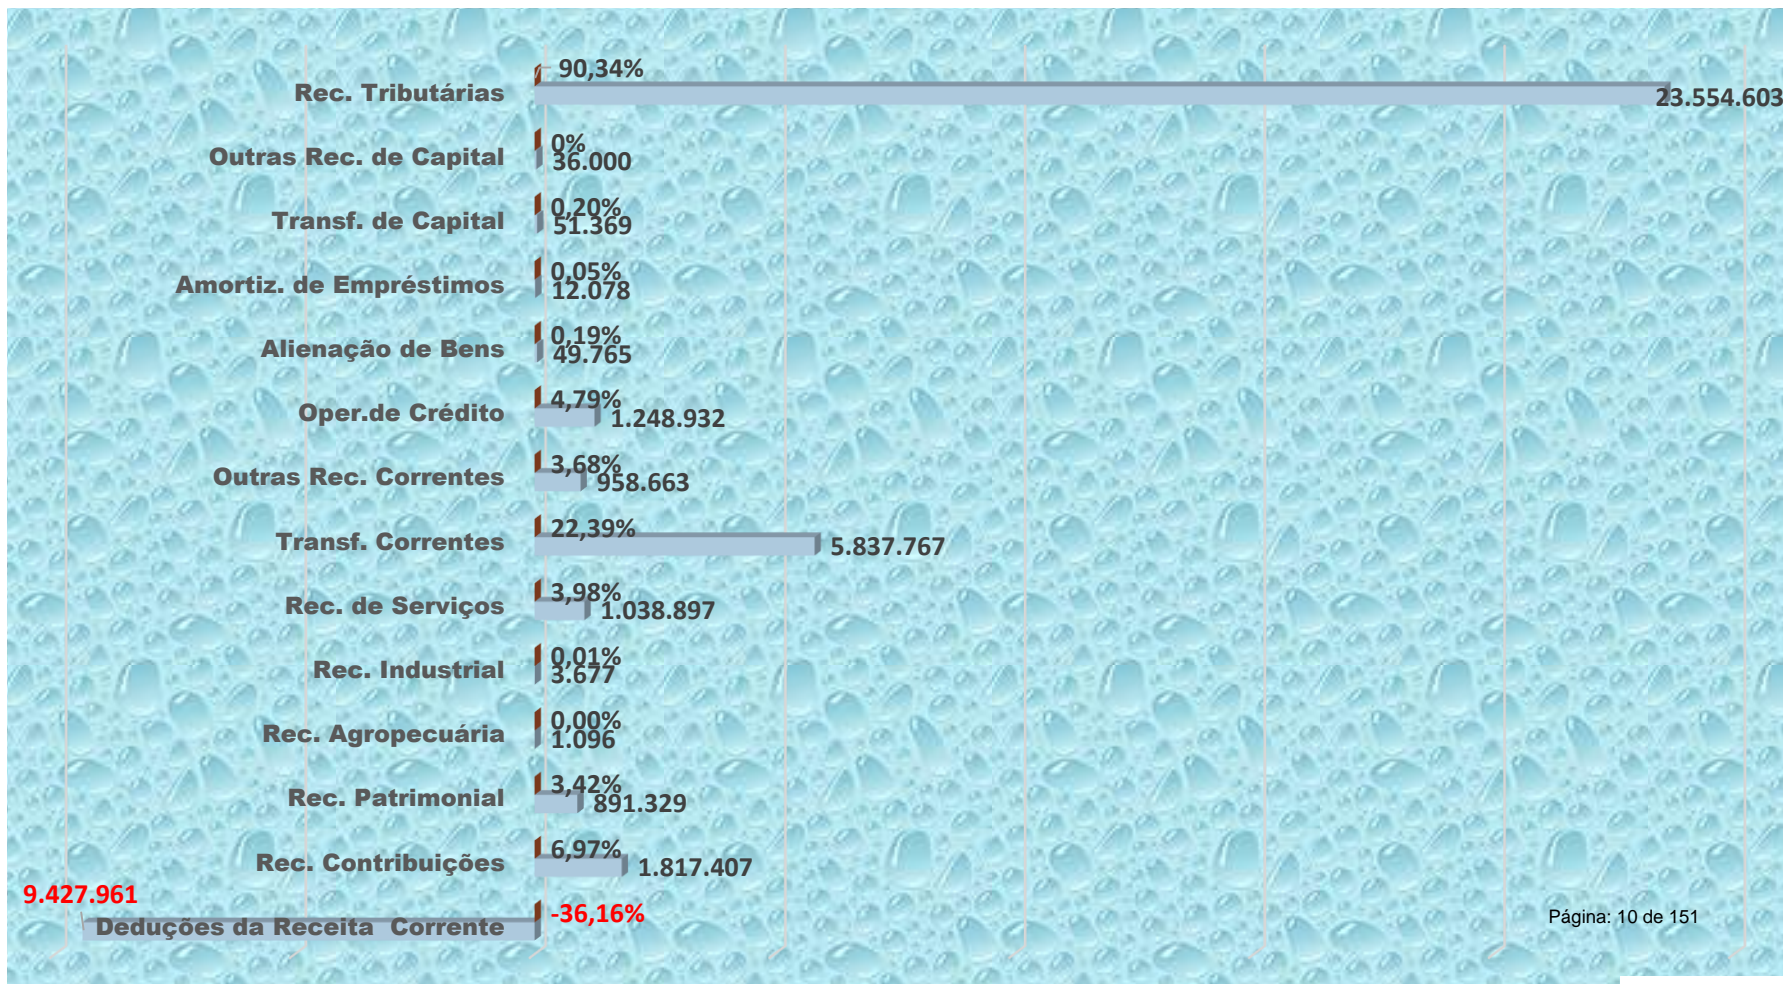 90,34%
Rec. Tributárias
23.554.603
0%
Outras Rec. de Capital
36.000
0,20%
Transf. de Capital
51.369
0,05%
Amortiz. de Empréstimos
12.078
0,19%
Alienação de Bens
49.765
4,79%
Oper.de Crédito
1.248.932
3,68%
Outras Rec. Correntes
958.663
22,39%
Transf. Correntes
5.837.767
3,98%
Rec. de Serviços
1.038.897
0,01%
Rec. Industrial
3.677
0,00%
Rec. Agropecuária
1.096
3,42%
Rec. Patrimonial
891.329
6,97%
Rec. Contribuições
1.817.407
9.427.961
-36,16%
Deduções da Receita  Corrente
Página: 10 de 151